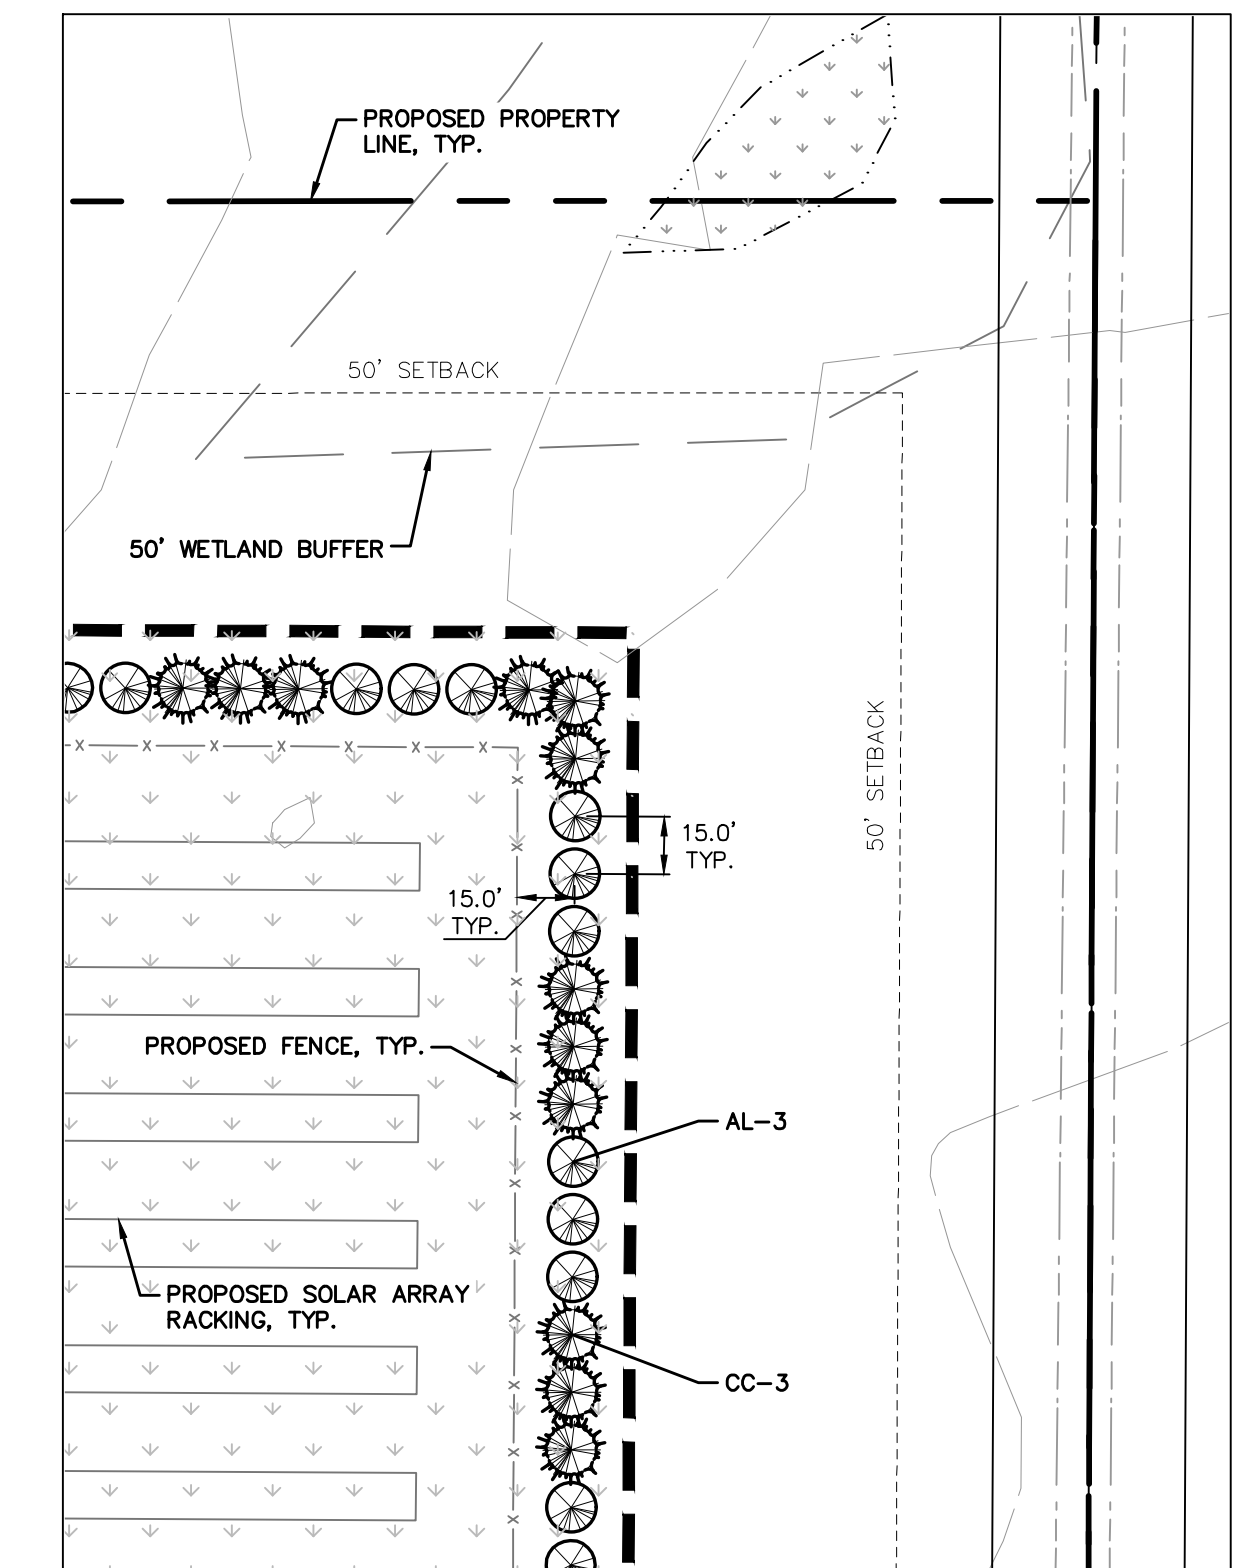 PROPOSED PROPERTY
LINE, TYP.
50' SETBACK
50' WETLAND BUFFER
50' SETBACK
15.0'
TYP.
15.0'
TYP.
PROPOSED FENCE, TYP.
AL-3
PROPOSED SOLAR ARRAY
RACKING, TYP.
CC-3